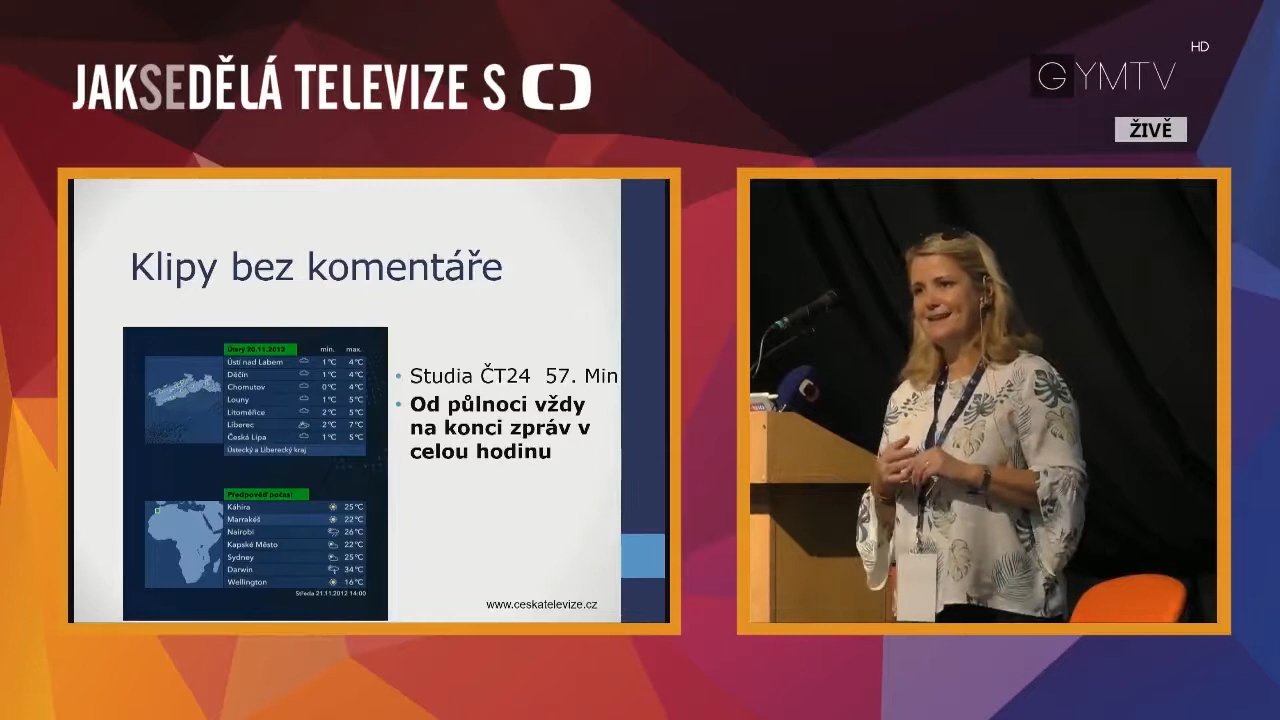 JAKSEDĚLÁ TELEVIZE S
HD
GYMTV
ŽIVĚ
Klipy bez komentáře
Úterý 20.11.2012 min. max.
Ústí nad Labem 1°C 4°C
Děčín 1°C 4°C
Chomutov 0°C 4°C
Louny 1°C 5°C
Litoměřice 2°C 5°C
Liberec 2°C 7°C
Česká Lípa 1°C 5°C
Ústecký a Liberecký kraj
Předpověď počasí
Káhira 25°C
Marrakéš 22°C
Nairobi 26°C
Kapské Město 22°C
Sydney 25°C
Darwin 34°C
Wellington 16°C
Středa 21.11.2012 14:00
• Studia ČT24 57. Min
• Od půlnoci vždy
na konci zpráv v
celou hodinu
www.ceskatelevize.cz